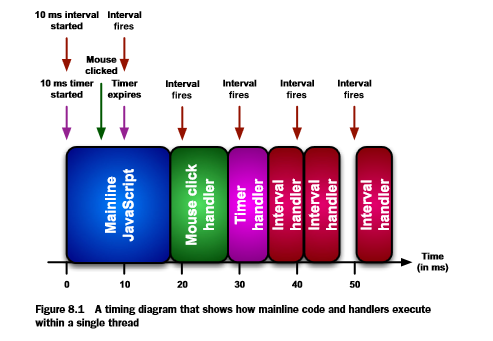 10 ms interval
started
Interval
fires
Mouse
clicked
10 ms timer
started
Timer
expires
Interval
fires
Interval
fires
Interval
fires
Interval
fires
Mainline
JavaScript
Mouse click
handler
Timer
handler
Interval
handler
Interval
handler
Interval
handler
Time
(in ms)
0
10
20
30
40
50
Figure 8.1 A timing diagram that shows how mainline code and handlers execute
within a single thread